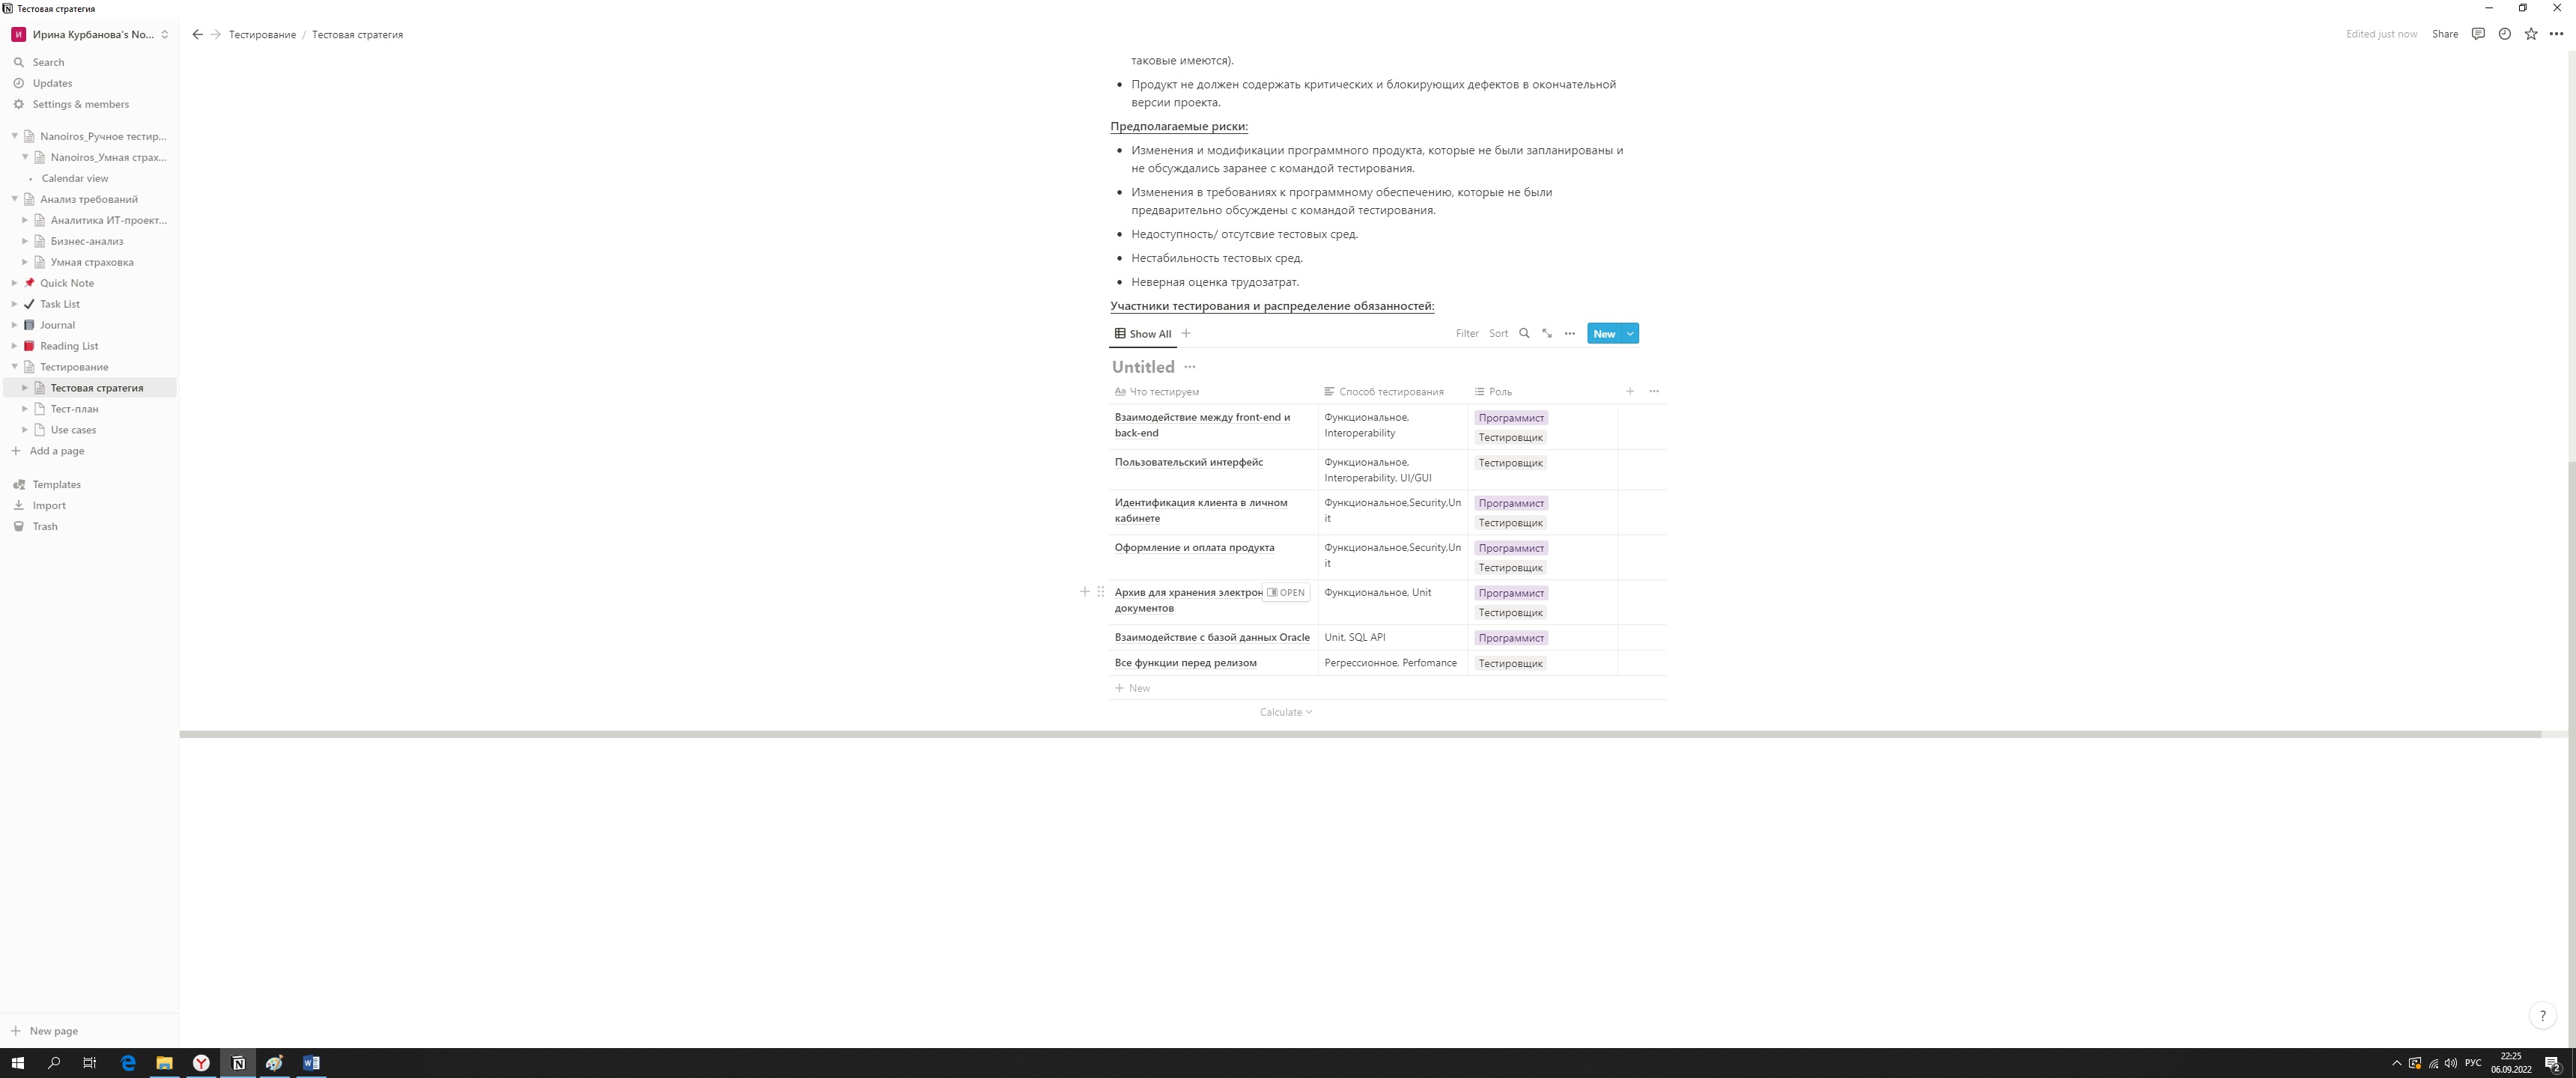 Тестовая стратегия
И Ирина Курбанова's No...
Тестирование / Тестовая стратегия
Edited just now Share
Search
Updates
Settings & members
Nanoiros_Ручное тестир...
Nanoiros_Умная страх...
Calendar view
Анализ требований
Аналитика ИТ-проект...
Бизнес-анализ
Умная страховка
Quick Note
Task List
Journal
Reading List
Тестирование
Тестовая стратегия
Тест-план
Use cases
Add a page
Templates
Import
Trash
New page
таковые имеются).
Продукт не должен содержать критических и блокирующих дефектов в окончательной
версии проекта.
Предполагаемые риски:
Изменения и модификации программного продукта, которые не были запланированы и
не обсуждались заранее с командой тестирования.
Изменения в требованиях к программному обеспечению, которые не были
предварительно обсуждены с командой тестирования.
Недоступность/ отсутсвие тестовых сред.
Нестабильность тестовых сред.
Неверная оценка трудозатрат.
Участники тестирования и распределение обязанностей:
Show All Filter Sort New
Untitled
Aa Что тестируем Способ тестирования Роль
Взаимодействие между front-end и
back-end
Функциональное,
Interoperability
Программист
Тестировщик
Пользовательский интерфейс
Функциональное,
Interoperability, UI/GUI
Тестировщик
Идентификация клиента в личном
кабинете
Функциональное,Security,Un
it
Программист
Тестировщик
Оформление и оплата продукта
Функциональное,Security,Un
it
Программист
Тестировщик
Архив для хранения электрон OPEN
документов
Функциональное, Unit
Программист
Тестировщик
Взаимодействие с базой данных Oracle Unit, SQL API Программист
Все функции перед релизом Регрессионное, Perfomance Тестировщик
New
Calculate
?
РУС
22:25
06.09.2022
2